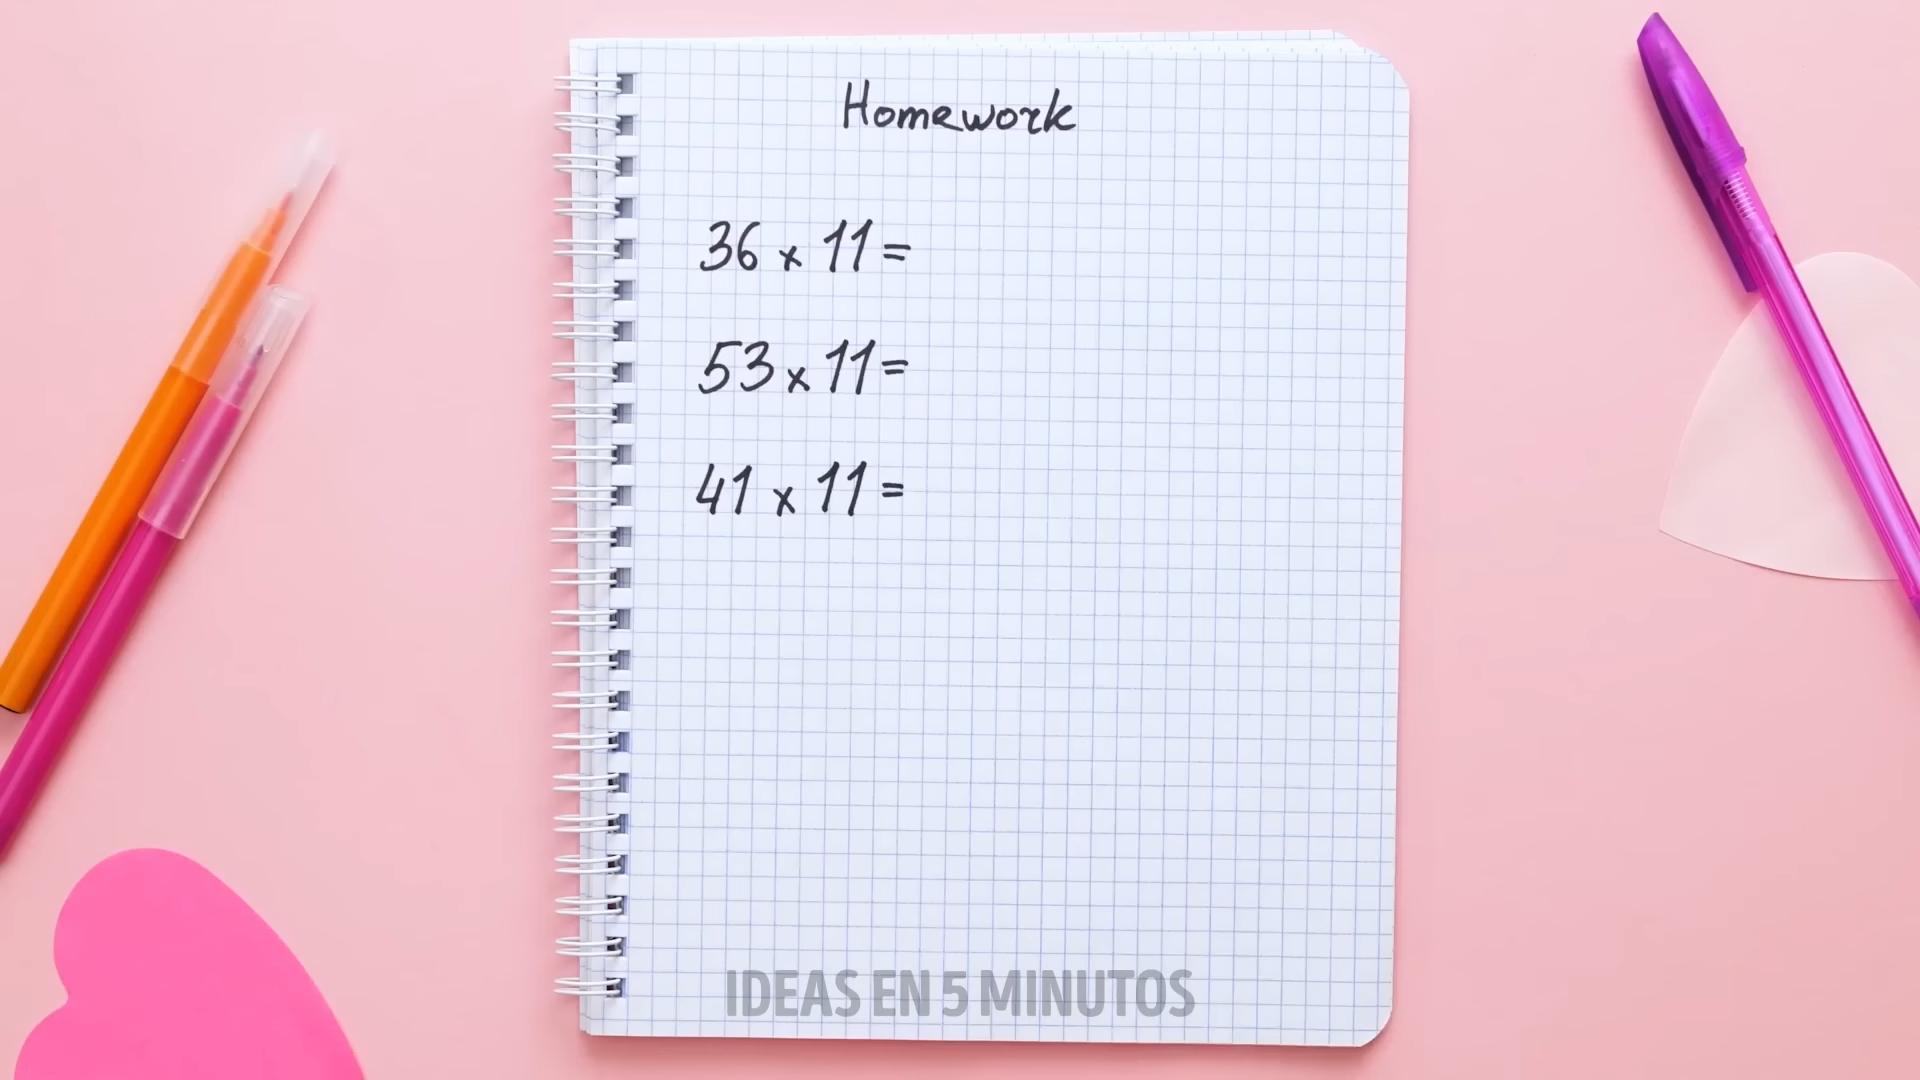 Homework
36 x 11 =
53 x 11 =
41 x 11 =
IDEAS EN 5 MINUTOS